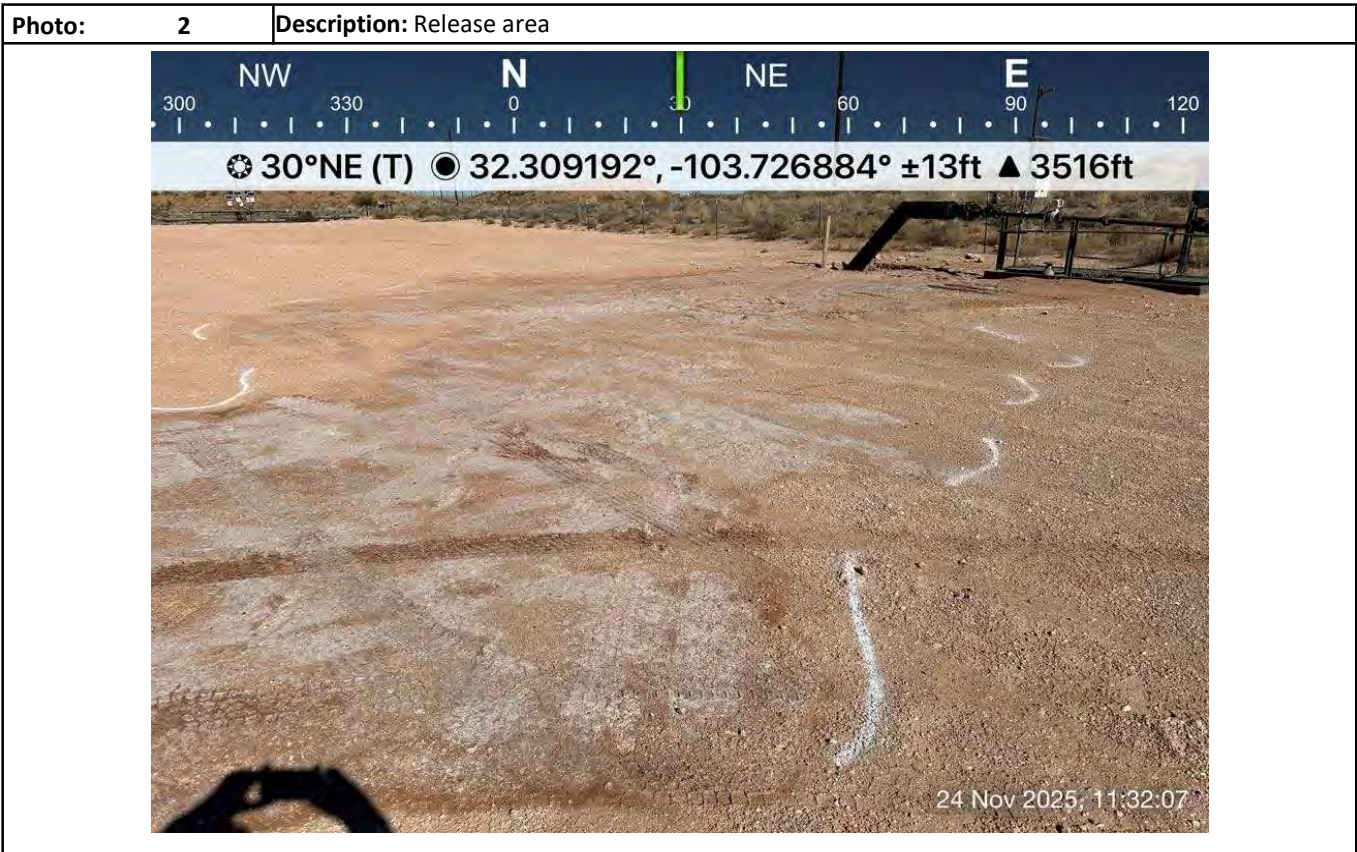 Photo: 2 Description: Release area
NW N NE E
300 330 0 30 60 90 120
30°NE (T) 32.309192°, -103.726884° ±13ft ▲ 3516ft
24 Nov 2025, 11:32:07